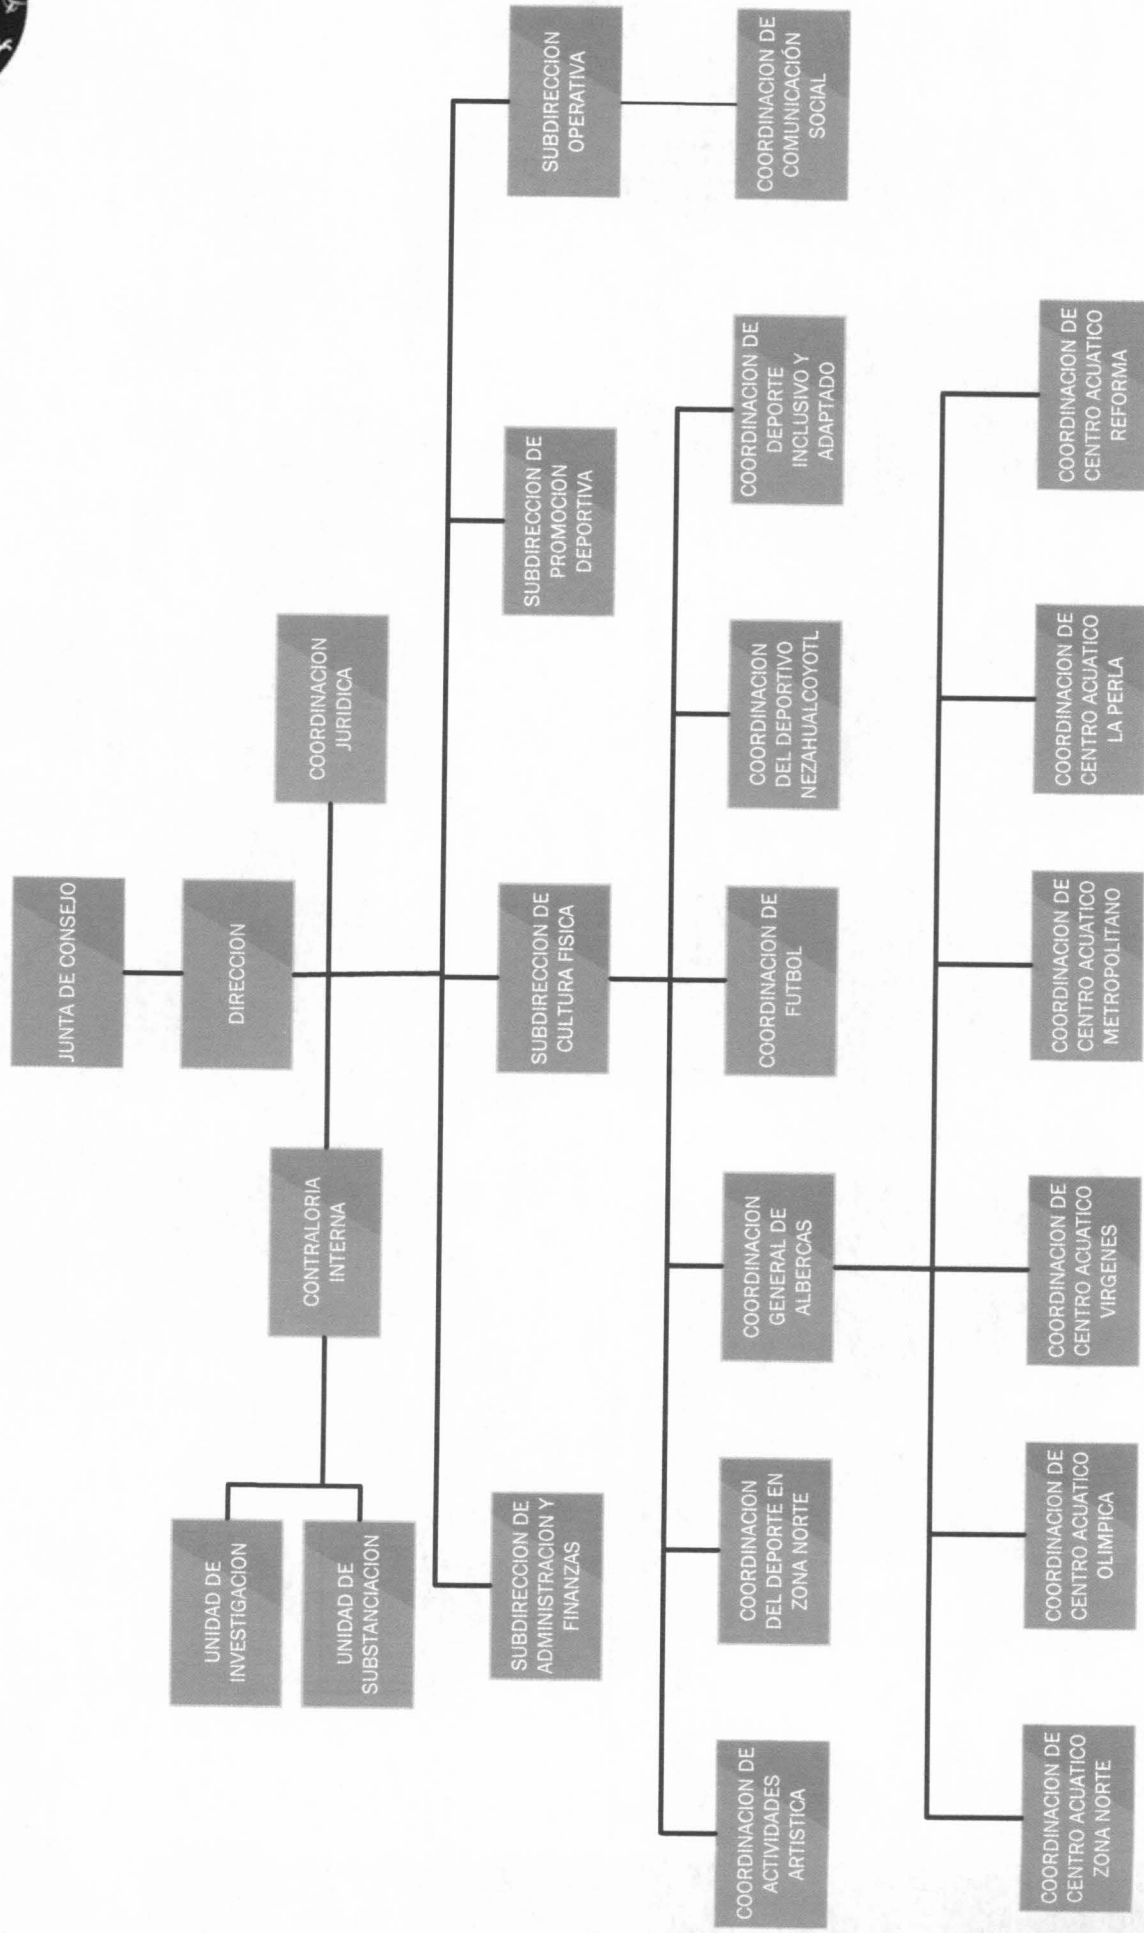 JUNTA DE CONSEJO
DIRECCION
CONTRALORIA
INTERNA
COORDINACION
JURIDICA
UNIDAD DE
INVESTIGACION
UNIDAD DE
SUBSTANCIACION
SUBDIRECCION DE
ADMINISTRACION Y
FINANZAS
SUBDIRECCION DE
CULTURA FISICA
SUBDIRECCION DE
PROMOCION
DEPORTIVA
SUBDIRECCION
OPERATIVA
COORDINACION DE
ACTIVIDADES
ARTISTICA
COORDINACION
DEL DEPORTE EN
ZONA NORTE
COORDINACION
GENERAL DE
ALBERCAS
COORDINACION DE
FUTBOL
COORDINACION
DEL DEPORTIVO
NEZAHUALCOYOTL
COORDINACION DE
DEPORTE
INCLUSIVO Y
ADAPTADO
COORDINACION DE
COMUNICACIÓN
SOCIAL
COORDINACION DE
CENTRO ACUATICO
ZONA NORTE
COORDINACION DE
CENTRO ACUATICO
OLIMPICA
COORDINACION DE
CENTRO ACUATICO
VIRGENES
COORDINACION DE
CENTRO ACUATICO
METROPOLITANO
COORDINACION DE
CENTRO ACUATICO
LA PERLA
COORDINACION DE
CENTRO ACUATICO
REFORMA